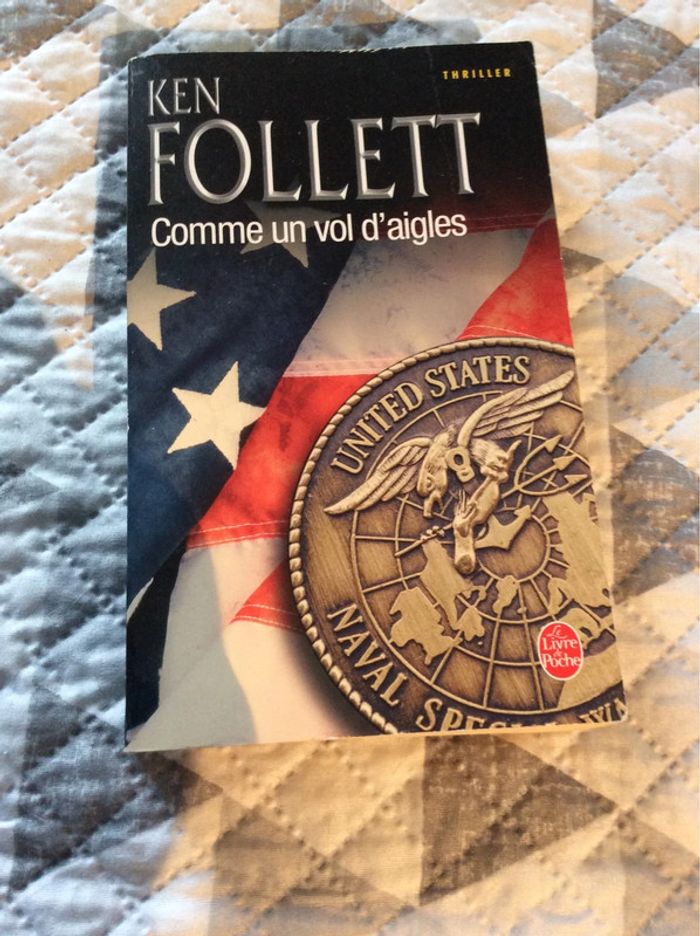 THRILLER
KEN
FOLLETT
Comme un vol d'aigles
UNITED STATES
NAVAL
Le
Livre
de
Poche